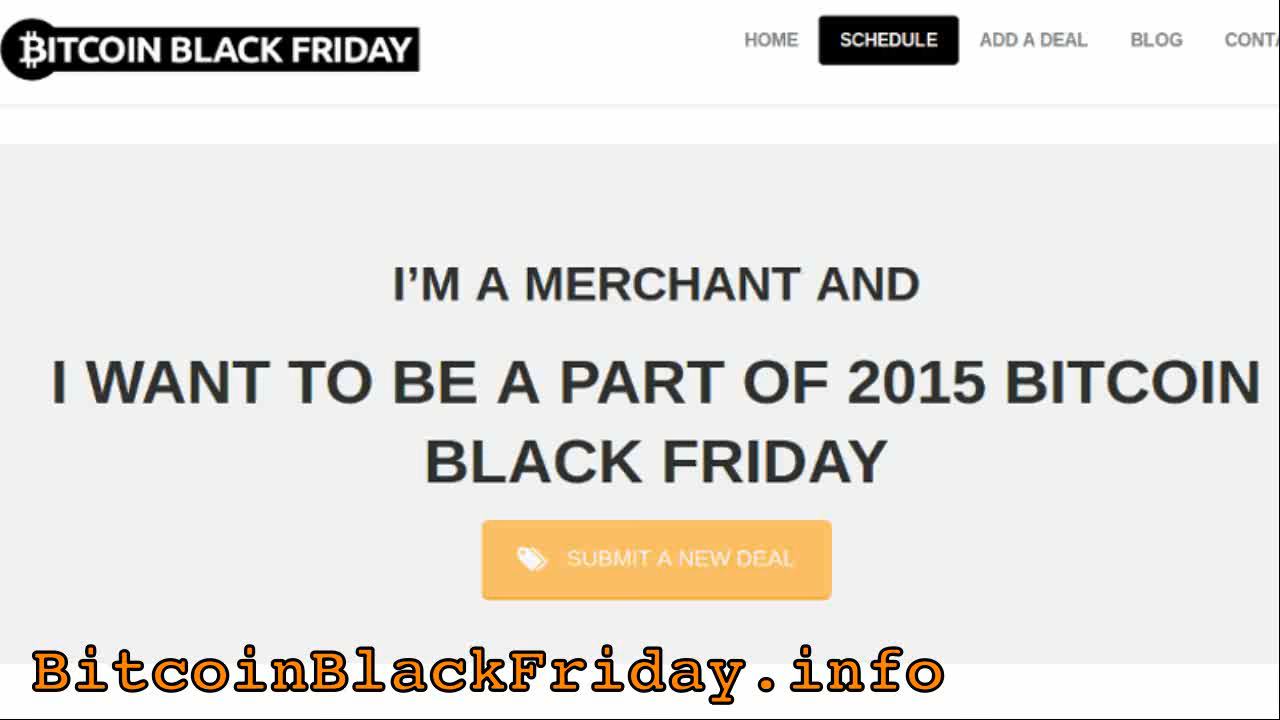 BITCOIN BLACK FRIDAY
HOME SCHEDULE ADD A DEAL BLOG CONTA
I’M A MERCHANT AND
I WANT TO BE A PART OF 2015 BITCOIN
BLACK FRIDAY
SUBMIT A NEW DEAL
BitcoinBlackFriday.info